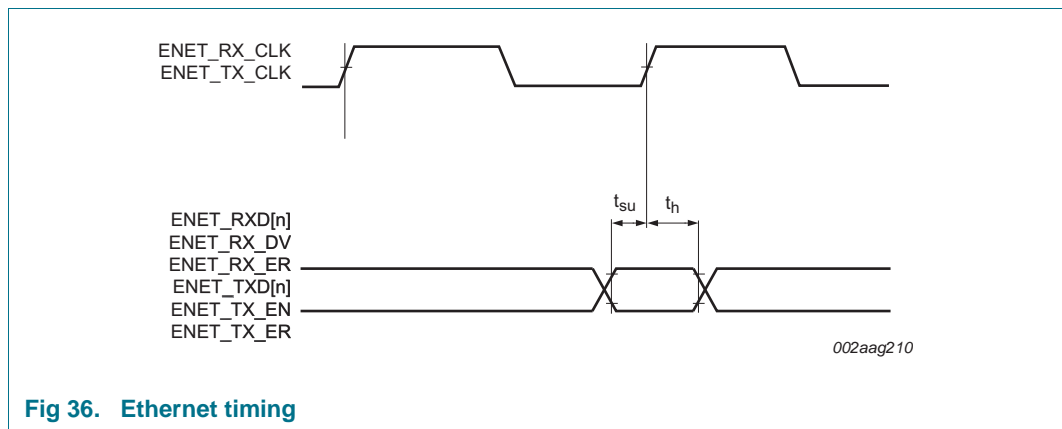 ENET_RX_CLK
ENET_TX_CLK
tsu th
ENET_RXD[n]
ENET_RX_DV
ENET_RX_ER
ENET_TXD[n]
ENET_TX_EN
ENET_TX_ER
002aag210
Fig 36. Ethernet timing